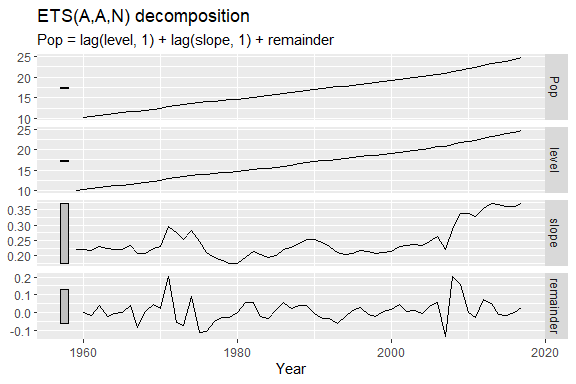 ETS(A,A,N) decomposition
Pop = lag(level, 1) + lag(slope, 1) + remainder
25
20
15
10
Pop
25
20
15
10
level
0.35
0.30
0.25
0.20
slope
0.2
0.1
0.0
-0.1
remainder
1960
1980
2000
2020
Year